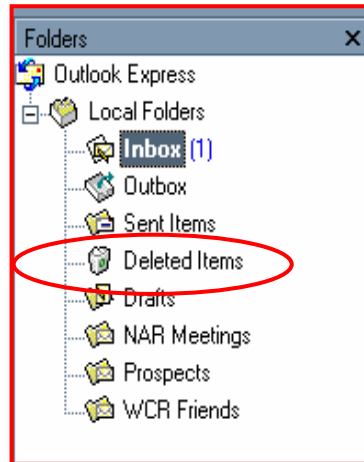 Folders
Outlook Express
Local Folders
Inbox (1)
Outbox
Sent Items
Deleted Items
Drafts
NAR Meetings
Prospects
WCR Friends